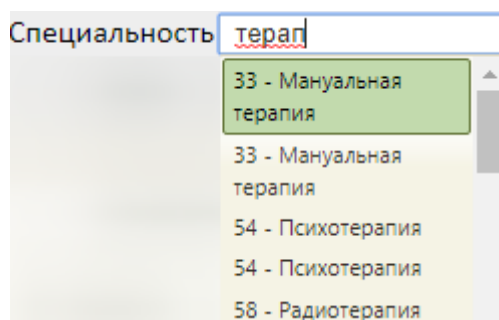 Специальность терап
33 - Мануальная
терапия
33 - Мануальная
терапия
54 - Психотерапия
54 - Психотерапия
58 - Радиотерапия